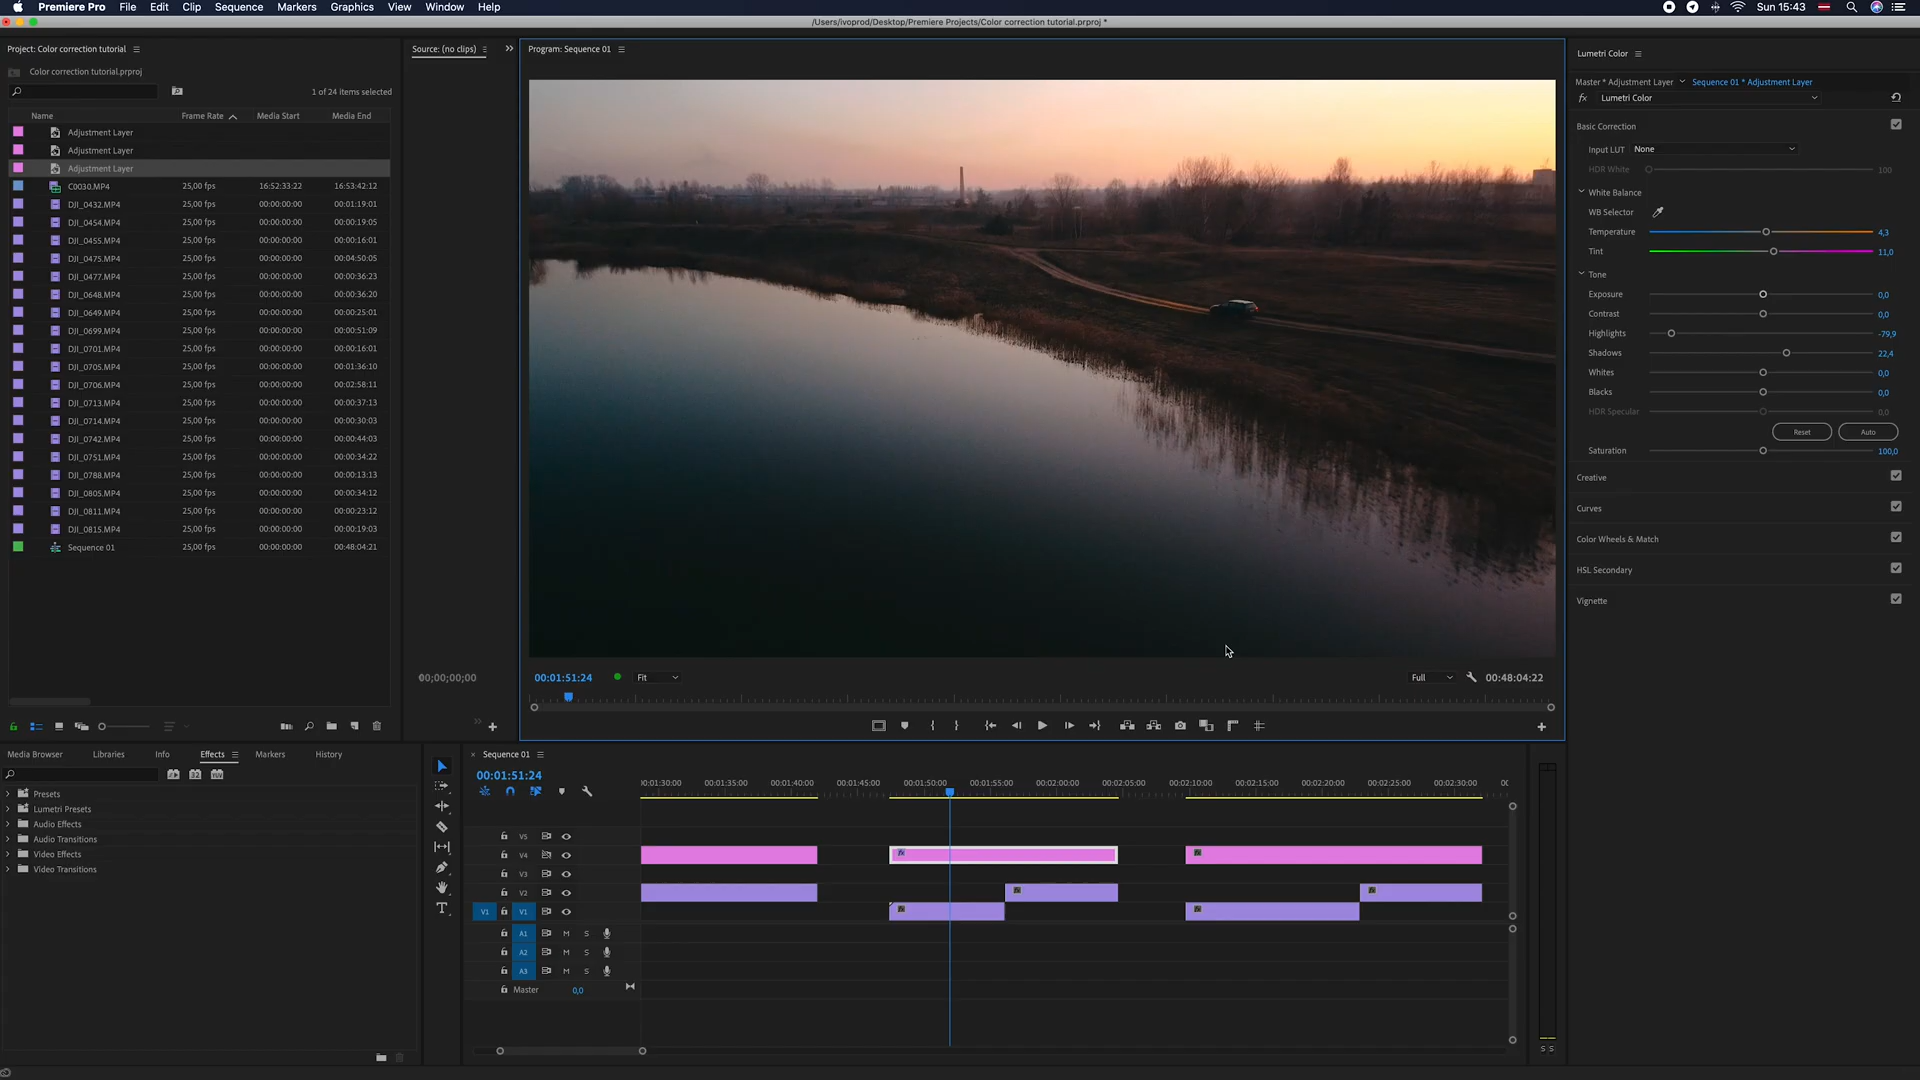 Premiere Pro File Edit Clip Sequence Markers Graphics View Window Help Sun 15:43
/Users/ivoprod/Desktop/Premiere Projects/Color correction tutorial.prproj *
Project: Color correction tutorial
Color correction tutorial.prproj
1 of 24 items selected
Name Frame Rate Media Start Media End
Adjustment Layer
Adjustment Layer
Adjustment Layer
C0030.MP4 25,00 fps 16:52:33:22 16:53:42:12
DJI_0432.MP4 25,00 fps 00:00:00:00 00:01:19:01
DJI_0454.MP4 25,00 fps 00:00:00:00 00:00:19:05
DJI_0455.MP4 25,00 fps 00:00:00:00 00:00:16:01
DJI_0475.MP4 25,00 fps 00:00:00:00 00:04:50:05
DJI_0477.MP4 25,00 fps 00:00:00:00 00:00:36:23
DJI_0648.MP4 25,00 fps 00:00:00:00 00:00:36:20
DJI_0649.MP4 25,00 fps 00:00:00:00 00:00:25:01
DJI_0699.MP4 25,00 fps 00:00:00:00 00:00:51:09
DJI_0701.MP4 25,00 fps 00:00:00:00 00:00:16:01
DJI_0705.MP4 25,00 fps 00:00:00:00 00:01:36:10
DJI_0706.MP4 25,00 fps 00:00:00:00 00:02:58:11
DJI_0713.MP4 25,00 fps 00:00:00:00 00:00:37:13
DJI_0714.MP4 25,00 fps 00:00:00:00 00:00:30:03
DJI_0742.MP4 25,00 fps 00:00:00:00 00:00:44:03
DJI_0751.MP4 25,00 fps 00:00:00:00 00:00:34:22
DJI_0788.MP4 25,00 fps 00:00:00:00 00:00:13:13
DJI_0805.MP4 25,00 fps 00:00:00:00 00:00:34:12
DJI_0811.MP4 25,00 fps 00:00:00:00 00:00:23:12
DJI_0815.MP4 25,00 fps 00:00:00:00 00:00:19:03
Sequence 01 25,00 fps 00:00:00:00 00:48:04:21
Source: (no clips)
00;00;00;00
Program: Sequence 01
00:01:51:24 Fit Full 00:48:04:22
Lumetri Color
Master * Adjustment Layer Sequence 01 * Adjustment Layer
fx Lumetri Color
Basic Correction
Input LUT None
HDR White 100
White Balance
WB Selector
Temperature 4,3
Tint 11,0
Tone
Exposure 0,0
Contrast 0,0
Highlights -79,9
Shadows 22,4
Whites 0,0
Blacks 0,0
HDR Specular 0,0
Reset Auto
Saturation 100,0
Creative
Curves
Color Wheels & Match
HSL Secondary
Vignette
Media Browser Libraries Info Effects Markers History
Presets
Lumetri Presets
Audio Effects
Audio Transitions
Video Effects
Video Transitions
Sequence 01
00:01:51:24
00:01:30:00 00:01:35:00 00:01:40:00 00:01:45:00 00:01:50:00 00:01:55:00 00:02:00:00 00:02:05:00 00:02:10:00 00:02:15:00 00:02:20:00 00:02:25:00 00:02:30:00
V5
V4
V3
V2
V1 V1
A1 M S
A2 M S
A3 M S
Master 0,0
S S